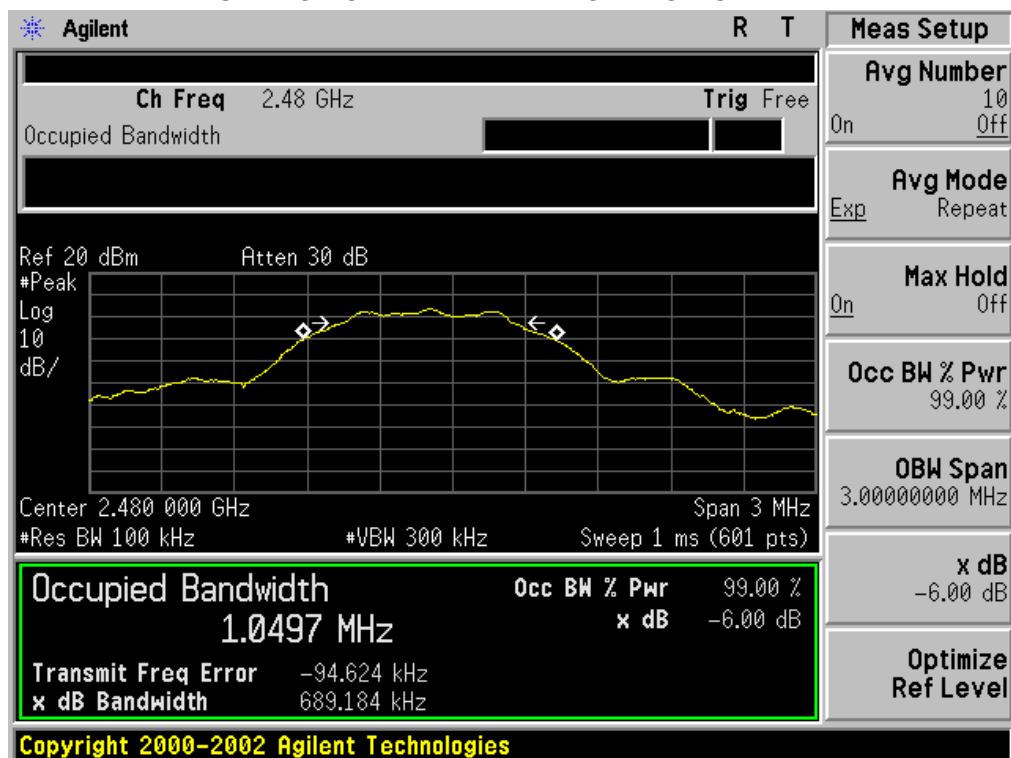 Agilent R T
Ch Freq 2.48 GHz Trig Free
Occupied Bandwidth
Ref 20 dBm Atten 30 dB
#Peak
Log
10
dB/
Center 2.480 000 GHz Span 3 MHz
#Res BW 100 kHz #VBW 300 kHz Sweep 1 ms (601 pts)
Occupied Bandwidth
1.0497 MHz
Occ BW % Pwr 99.00 %
x dB -6.00 dB
Transmit Freq Error -94.624 kHz
x dB Bandwidth 689.184 kHz
Copyright 2000-2002 Agilent Technologies
Meas Setup
Avg Number
10
On Off
Avg Mode
Exp Repeat
Max Hold
On Off
Occ BW % Pwr
99.00 %
OBW Span
3.00000000 MHz
x dB
-6.00 dB
Optimize
Ref Level